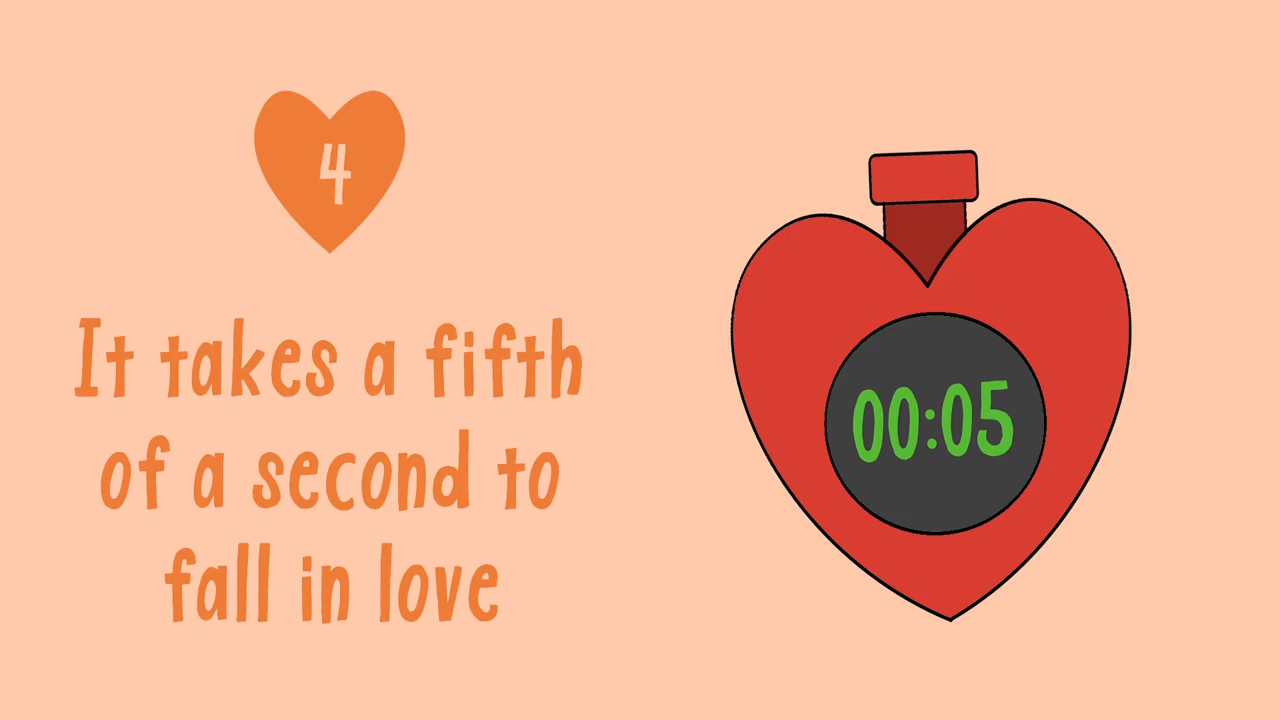 4
It takes a fifth
of a second to
fall in love
00:05